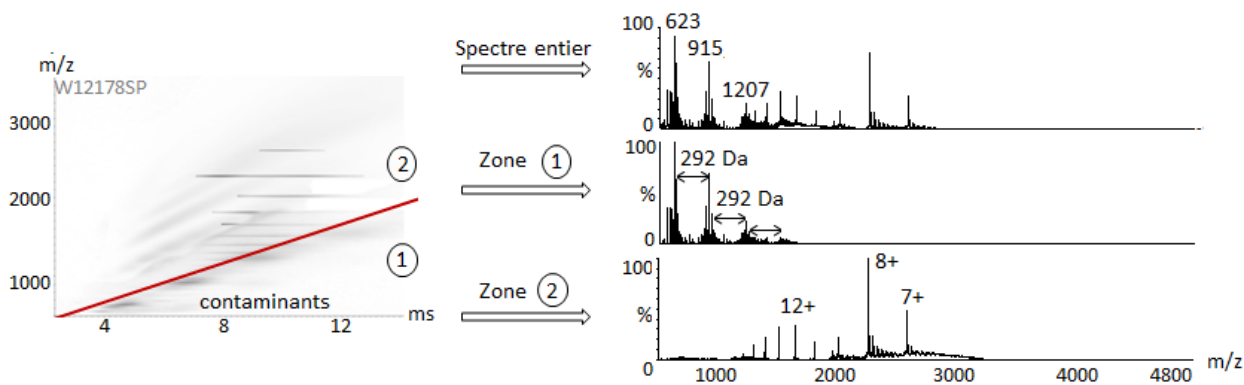 m/z
W12178SP
3000
2000
1000
4 8 12 ms
contaminants
②
①
Spectre entier
Zone ①
Zone ②
100
%
0
623
915
1207
%
0
292 Da
292 Da
100
%
0
12+
8+
7+
1000 2000 3000 4000 4800 m/z